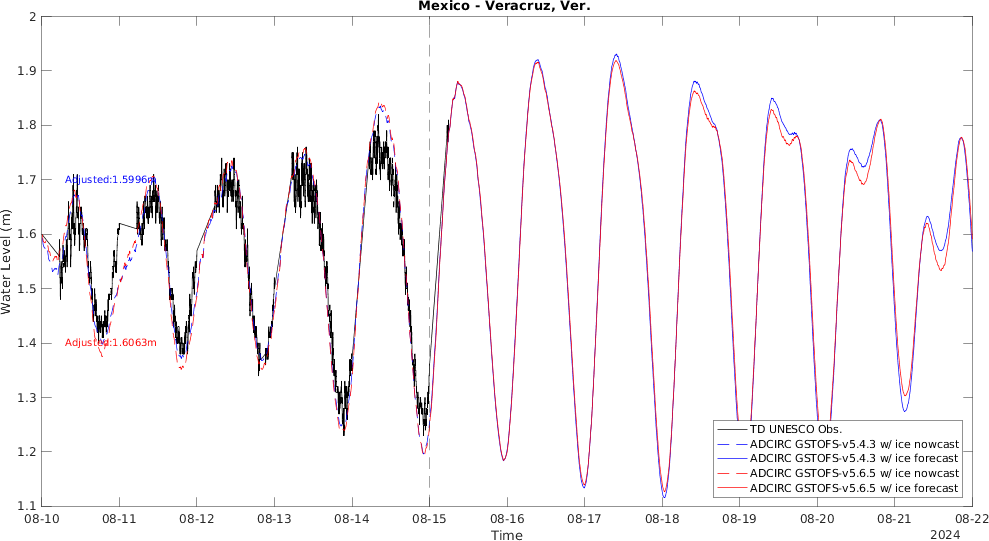 Mexico - Veracruz, Ver.
Water Level (m)
2
1.9
1.8
1.7
1.6
1.5
1.4
1.3
1.2
1.1
Adjusted:1.5996m
Adjusted:1.6063m
TD UNESCO Obs.
ADCIRC GSTOFS-v5.4.3 w/ ice nowcast
ADCIRC GSTOFS-v5.4.3 w/ ice forecast
ADCIRC GSTOFS-v5.6.5 w/ ice nowcast
ADCIRC GSTOFS-v5.6.5 w/ ice forecast
08-10 08-11 08-12 08-13 08-14 08-15 08-16 08-17 08-18 08-19 08-20 08-21 08-22
Time
2024